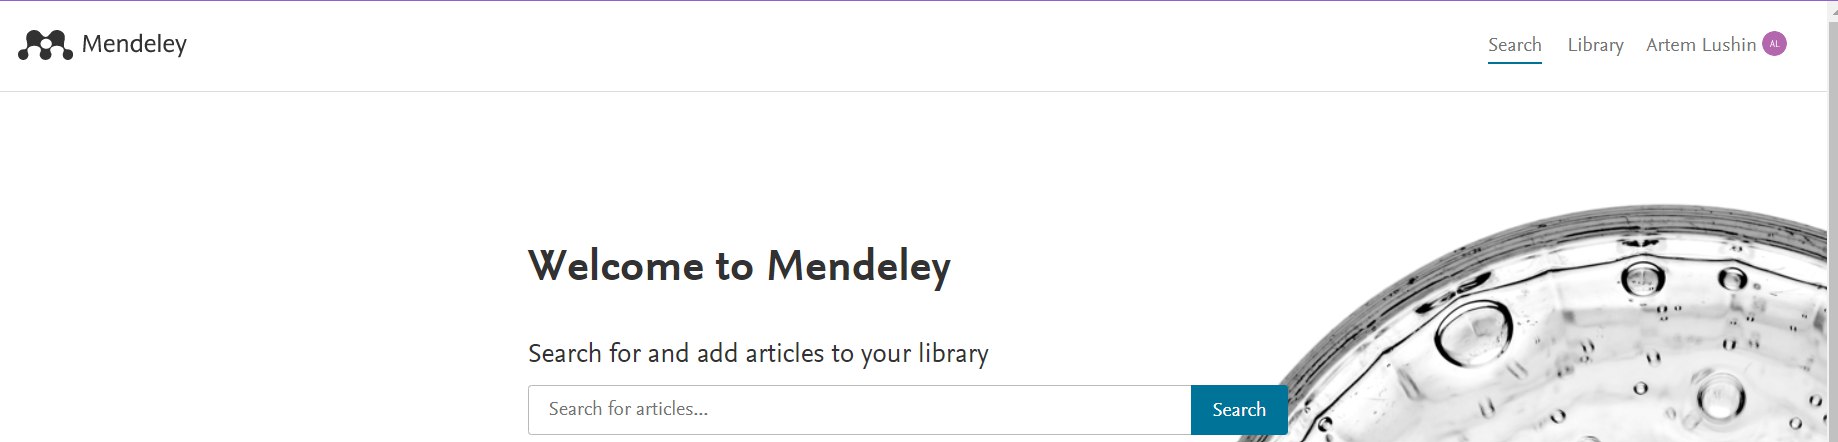 Mendeley
Search Library Artem Lushin AL
Welcome to Mendeley
Search for and add articles to your library
Search for articles... Search